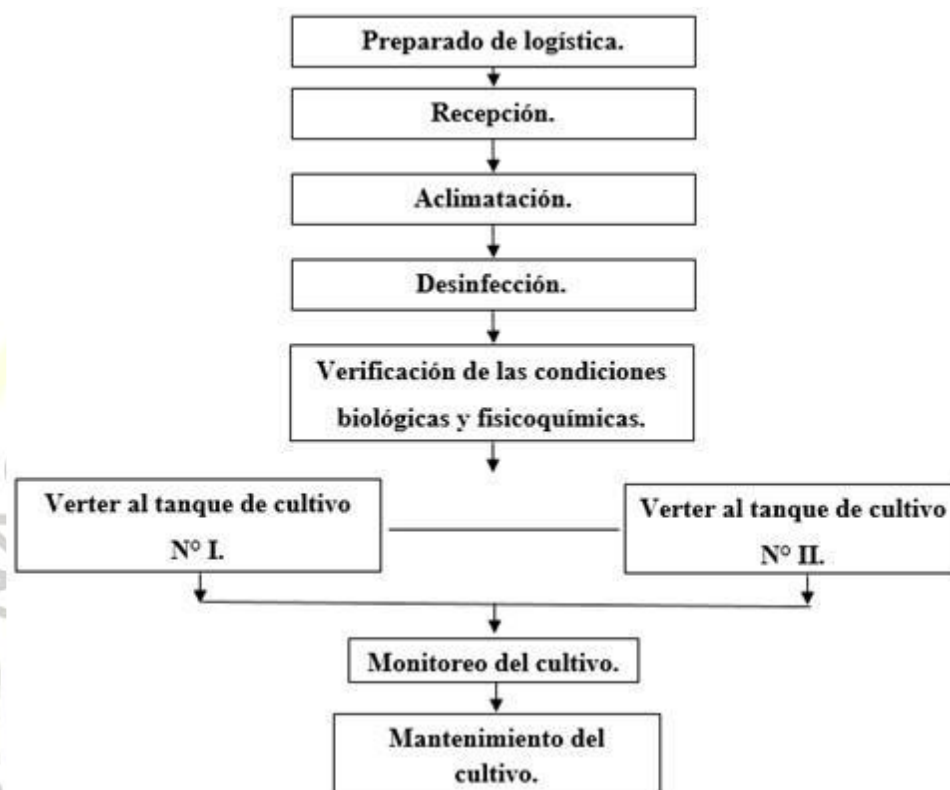 Preparado de logística.
Recepción.
Aclimatación.
Desinfección.
Verificación de las condiciones
biológicas y fisicoquímicas.
Verter al tanque de cultivo
N° I.
Verter al tanque de cultivo
N° II.
Monitoreo del cultivo.
Mantenimiento del
cultivo.